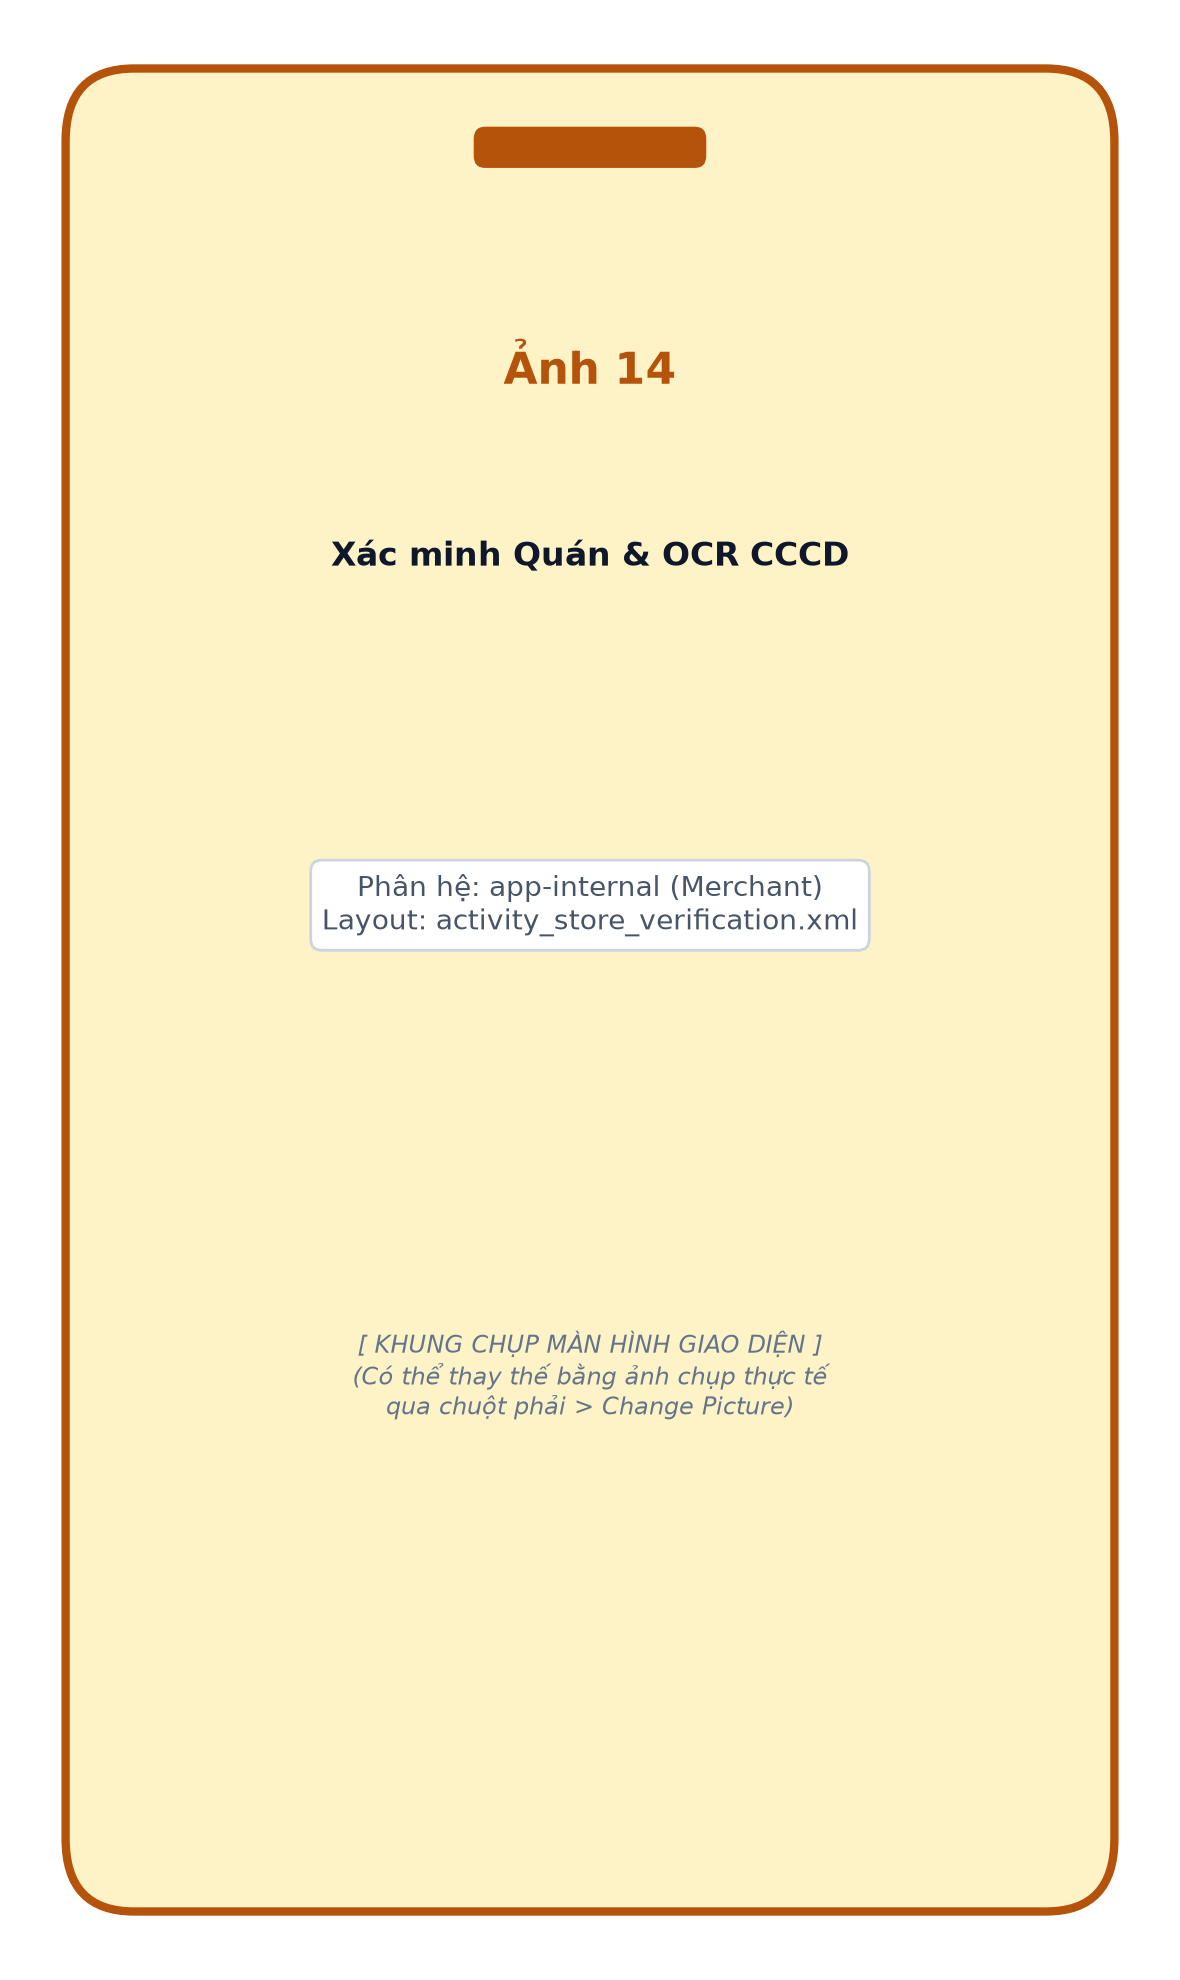 Ảnh 14
Xác minh Quán & OCR CCCD
Phân hệ: app-internal (Merchant)
Layout: activity_store_verification.xml
[ KHUNG CHỤP MÀN HÌNH GIAO DIỆN ]
(Có thể thay thế bằng ảnh chụp thực tế
qua chuột phải > Change Picture)